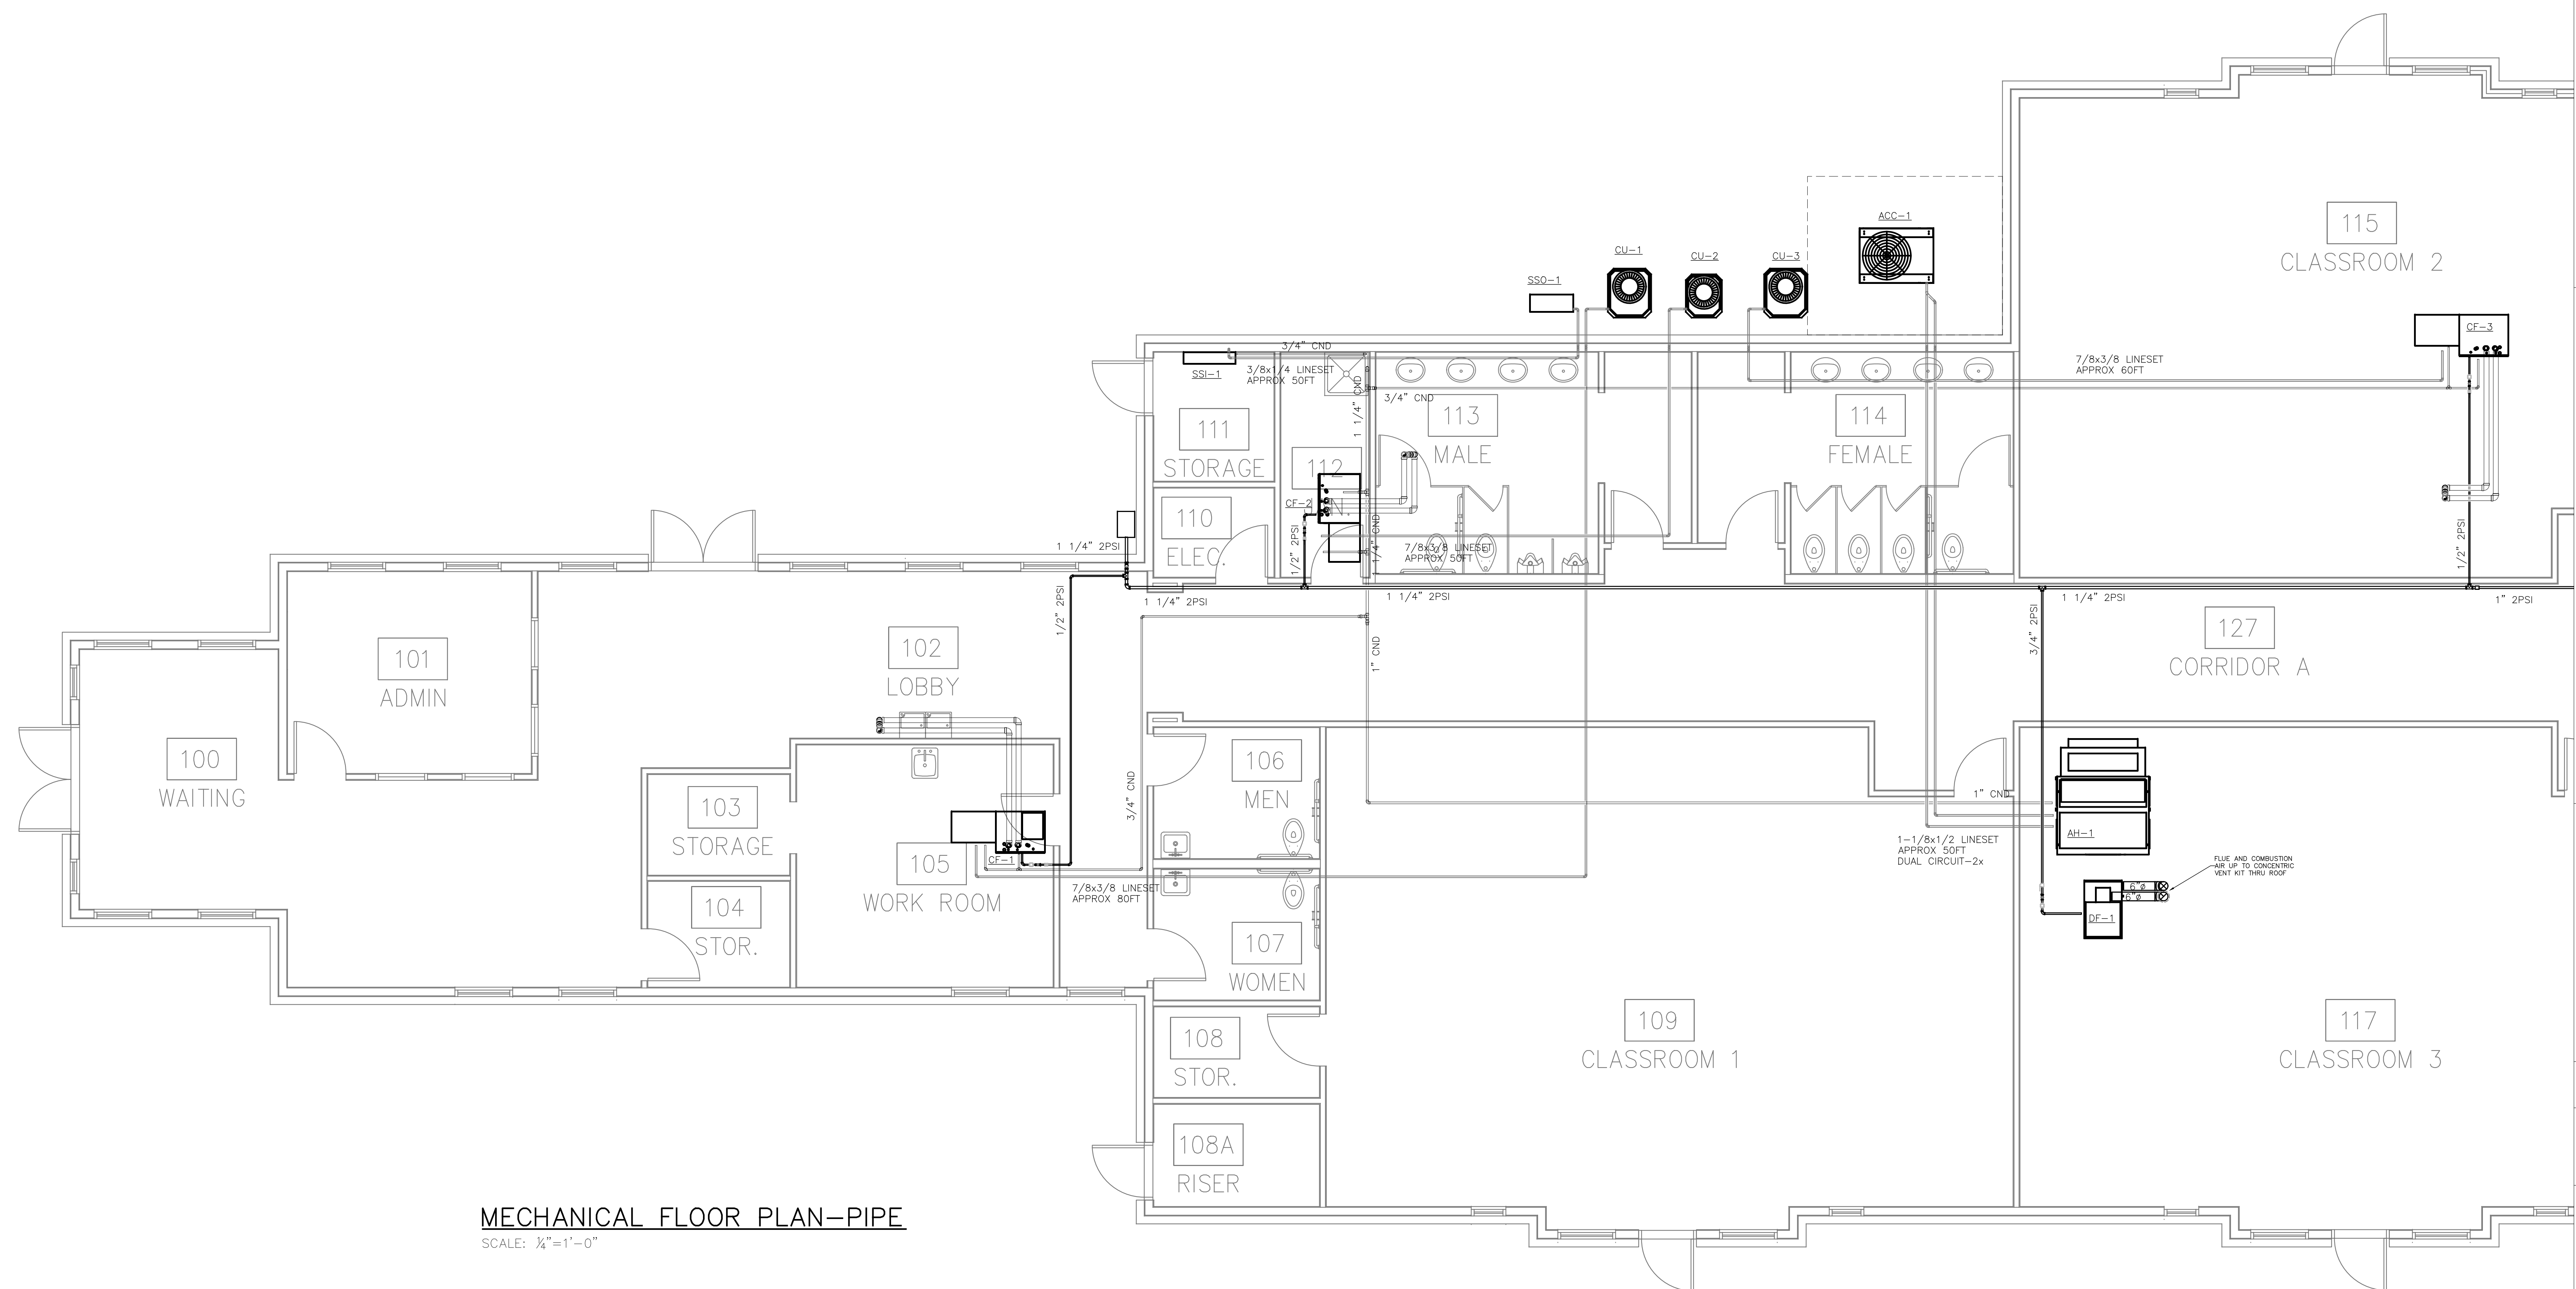 ACC-1
115
CLASSROOM 2
CU-1
CU-2
CU-3
SSO-1
CF-3
3/4" CND
SSI-1
3/8x1/4 LINESET
APPROX 50FT
7/8x3/8 LINESET
APPROX 60FT
1 1/4" CND
3/4" CND
111
STORAGE
113
MALE
114
FEMALE
112
CF-2
110
ELEC.
1/2" 2PSI
1 1/4" CND
7/8x3/8 LINESET
APPROX 50FT
1/2" 2PSI
1 1/4" 2PSI
1 1/4" 2PSI
1 1/4" 2PSI
1 1/4" 2PSI
1" 2PSI
1/2" 2PSI
3/4" 2PSI
1" CND
127
CORRIDOR A
101
ADMIN
102
LOBBY
100
WAITING
106
MEN
103
STORAGE
3/4" CND
1" CND
AH-1
1-1/8x1/2 LINESET
APPROX 50FT
DUAL CIRCUIT-2x
105
WORK ROOM
CF-1
7/8x3/8 LINESET
APPROX 80FT
FLUE AND COMBUSTION
AIR UP TO CONCENTRIC
VENT KIT THRU ROOF
6"ø
6"ø
DF-1
104
STOR.
107
WOMEN
108
STOR.
109
CLASSROOM 1
117
CLASSROOM 3
108A
RISER
MECHANICAL FLOOR PLAN-PIPE
SCALE: ¼"=1'-0"